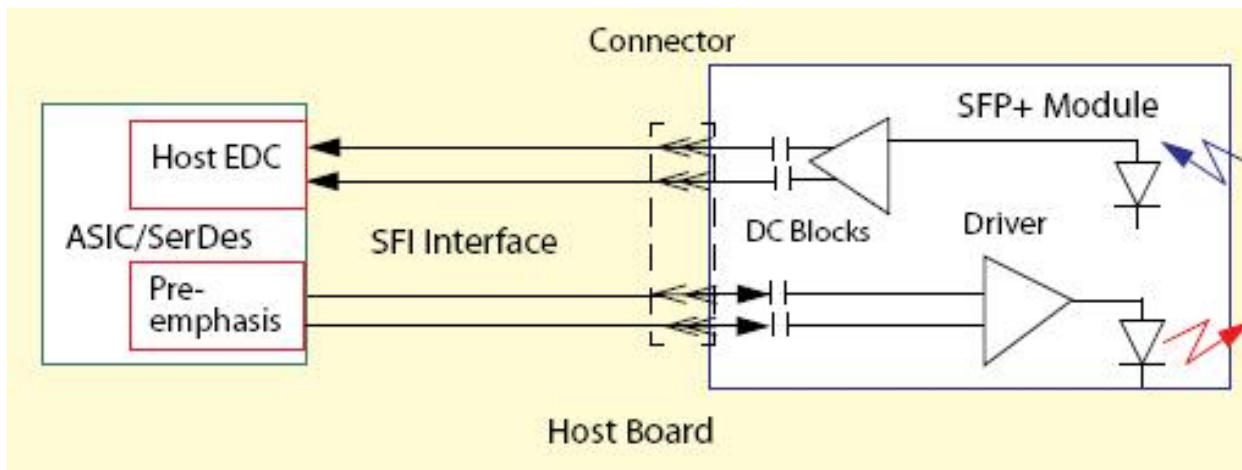 Connector
SFP+ Module
Host EDC
ASIC/SerDes
SFI Interface
DC Blocks
Driver
Pre-
emphasis
Host Board